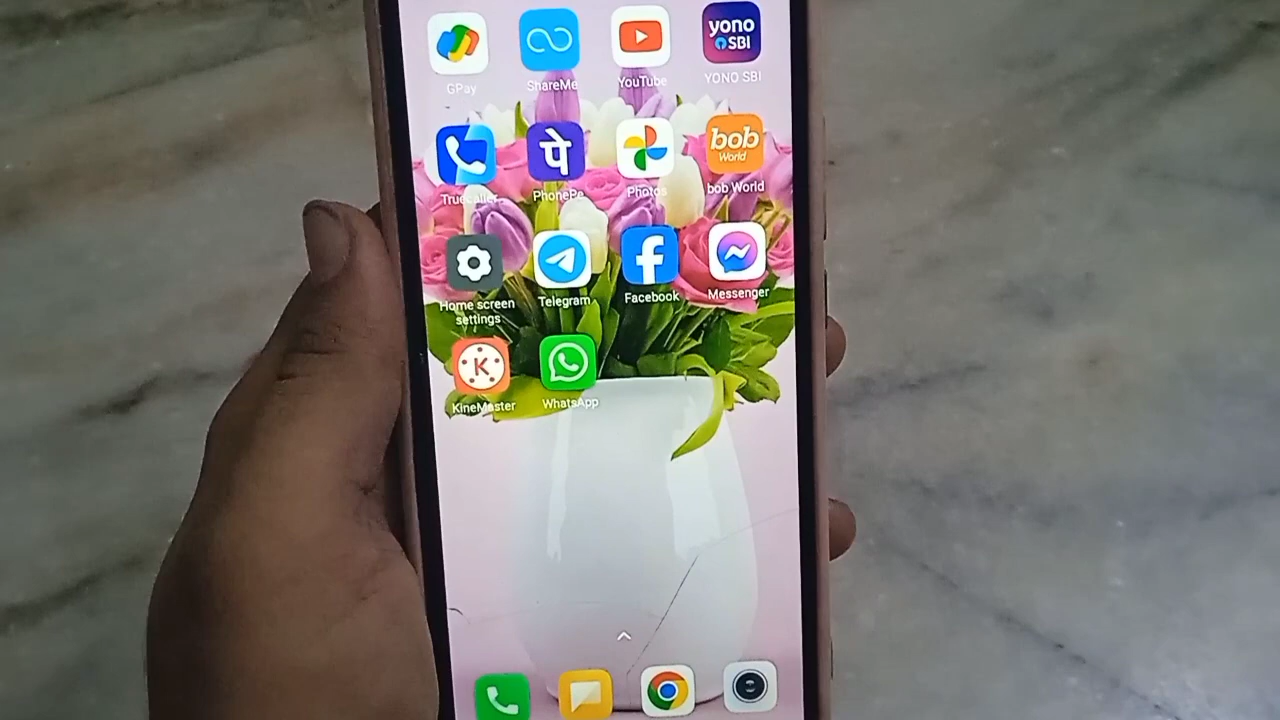 yono
SBI
GPay
ShareMe
YouTube
YONO SBI
पे
bob
World
Truecaller
PhonePe
Photos
bob World
Home screen
settings
Telegram
Facebook
Messenger
K
KineMaster
WhatsApp